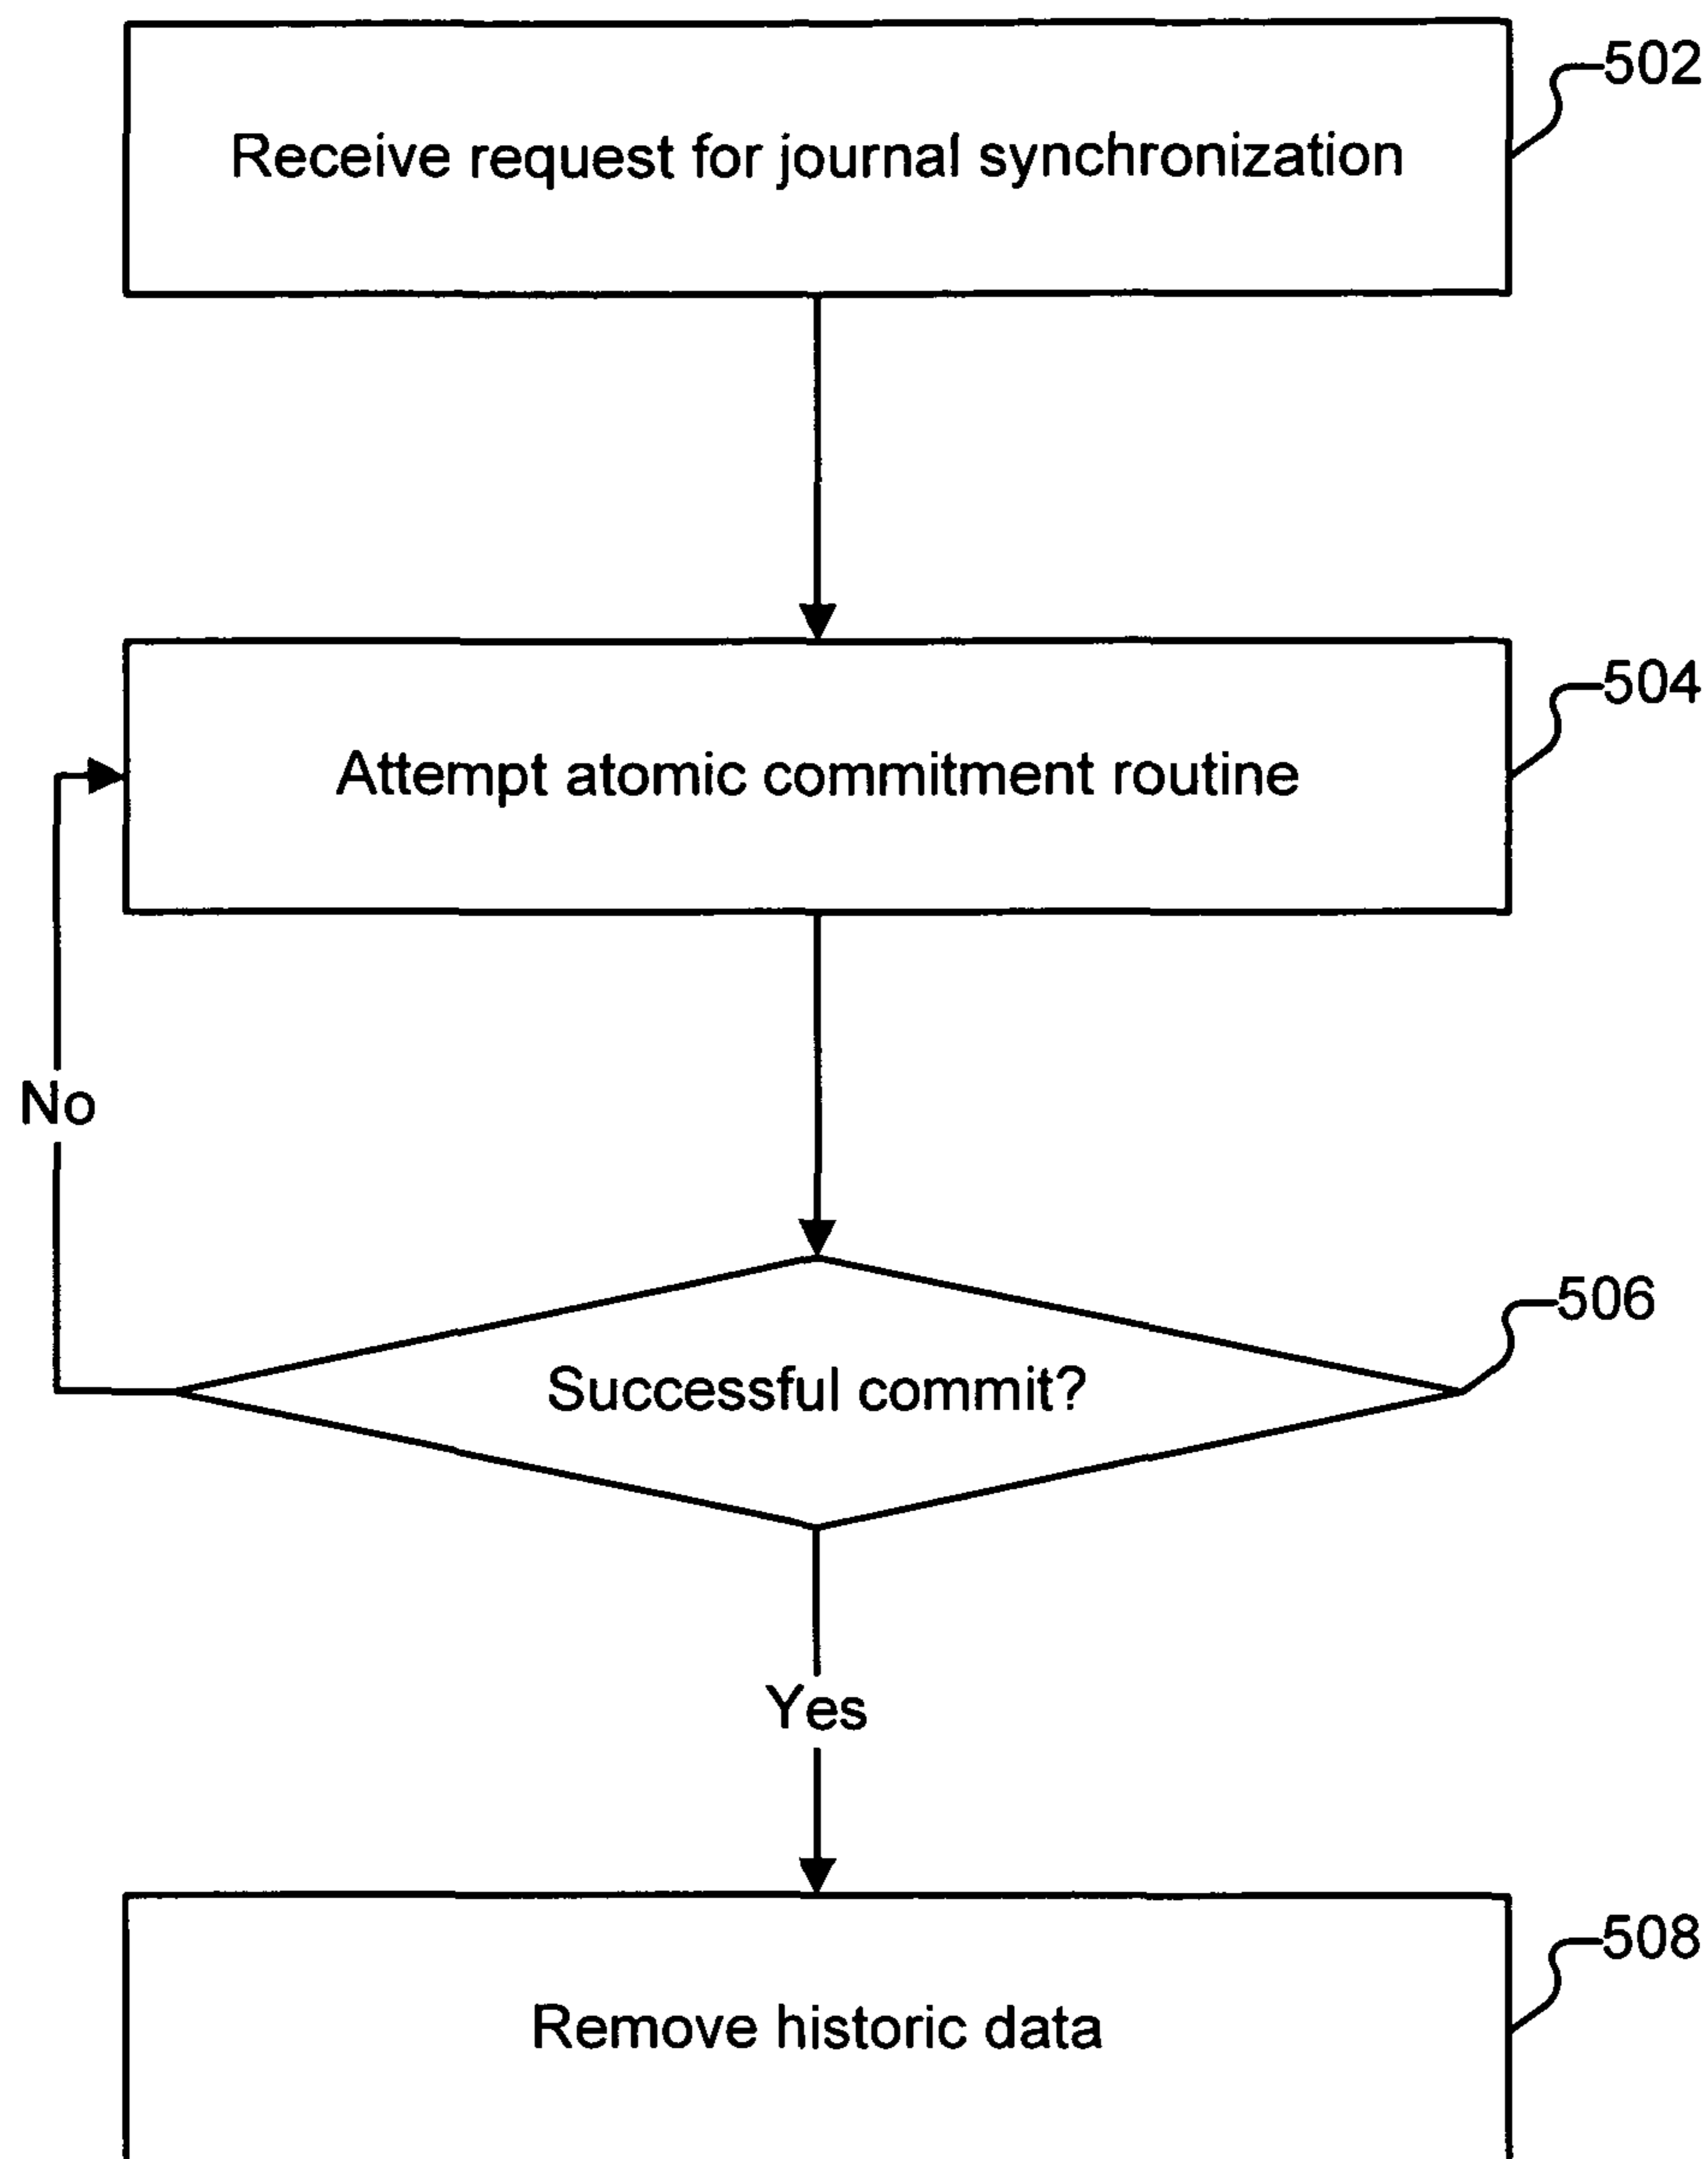 Receive request for journal synchronization
502
Attempt atomic commitment routine
504
No
Successful commit?
506
Yes
Remove historic data
508